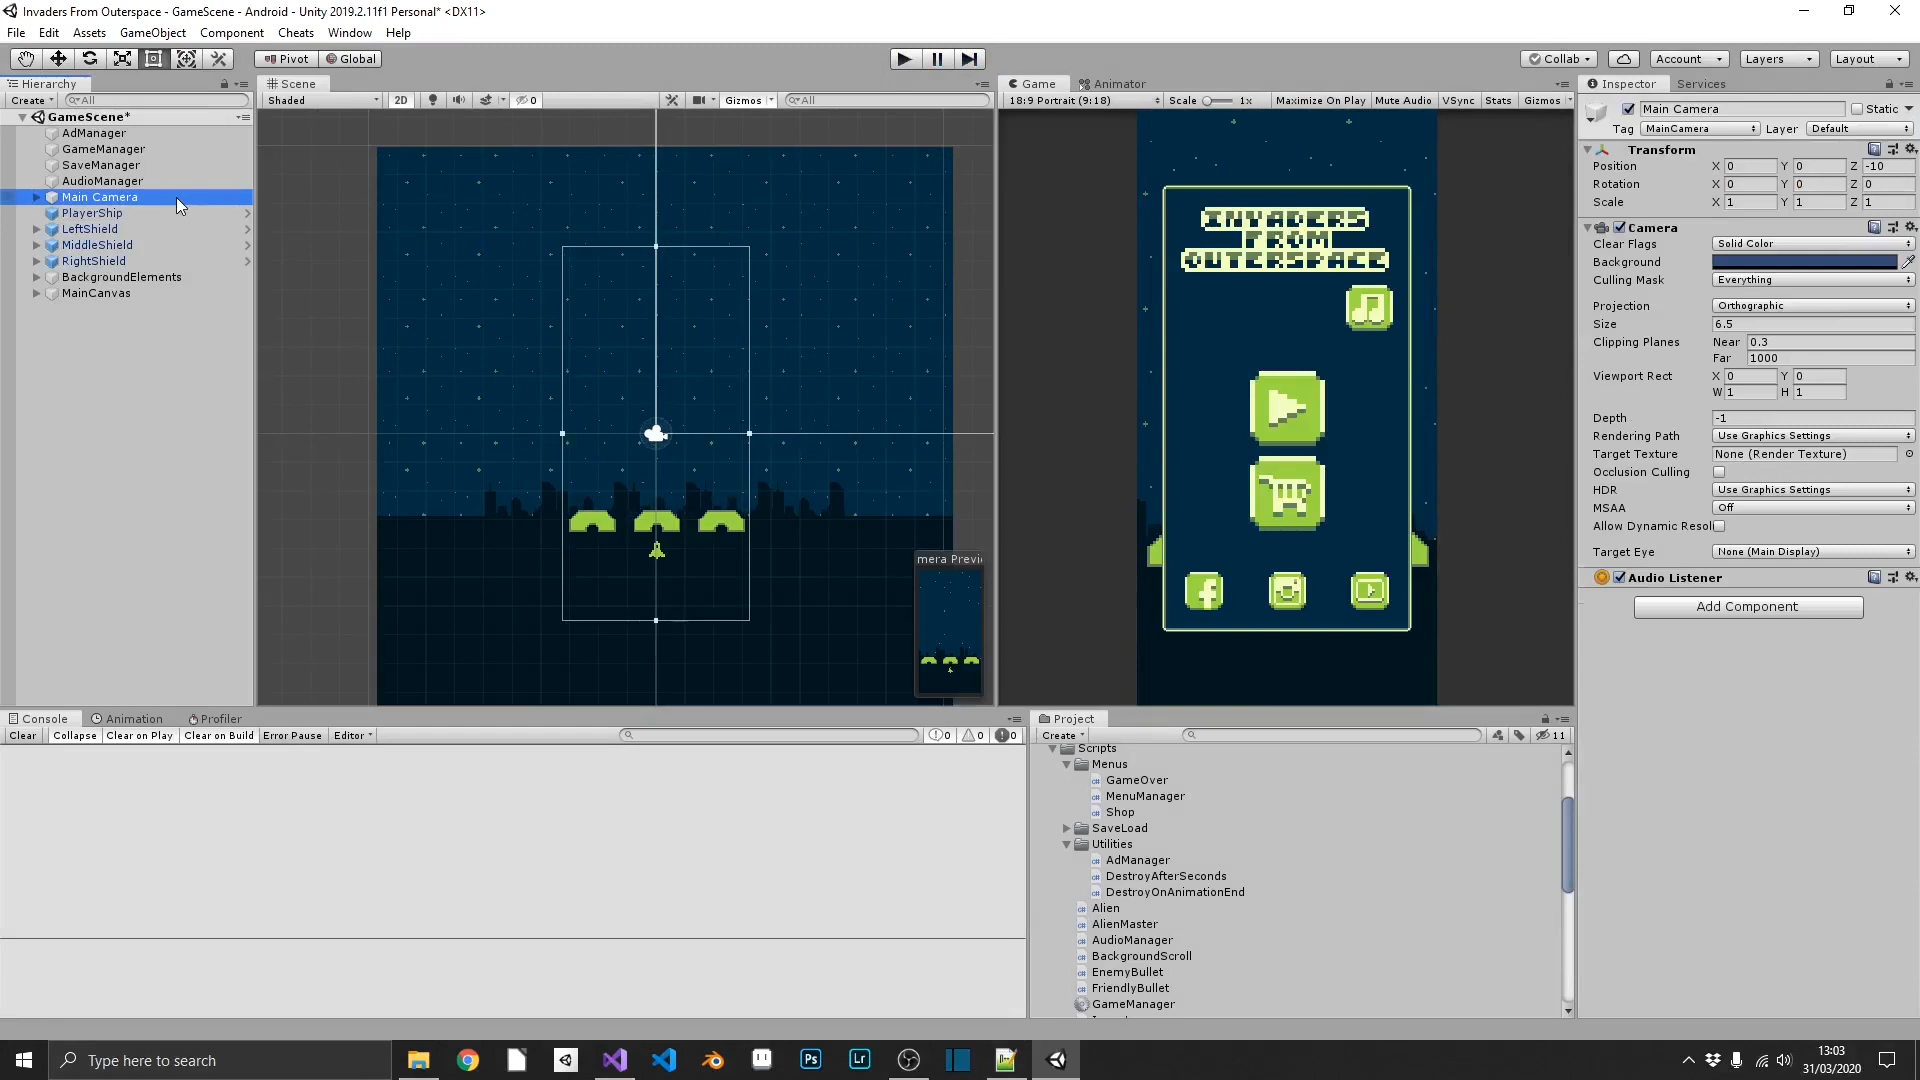 Invaders From Outerspace - GameScene - Android - Unity 2019.2.11f1 Personal* <DX11>
File Edit Assets GameObject Component Cheats Window Help
Pivot Global
Collab Account Layers Layout
Hierarchy
Create All
GameScene*
AdManager
GameManager
SaveManager
AudioManager
Main Camera
PlayerShip
LeftShield
MiddleShield
RightShield
BackgroundElements
MainCanvas
Scene
Shaded 2D 0 Gizmos All
mera Previ
Game Animator
18:9 Portrait (9:18) Scale 1x Maximize On Play Mute Audio VSync Stats Gizmos
INVADERS
FROM
OUTERSPACE
Inspector Services
Main Camera Static
Tag MainCamera Layer Default
Transform
Position X 0 Y 0 Z -10
Rotation X 0 Y 0 Z 0
Scale X 1 Y 1 Z 1
Camera
Clear Flags Solid Color
Background
Culling Mask Everything
Projection Orthographic
Size 6.5
Clipping Planes Near 0.3
Far 1000
Viewport Rect X 0 Y 0
W 1 H 1
Depth -1
Rendering Path Use Graphics Settings
Target Texture None (Render Texture)
Occlusion Culling
HDR Use Graphics Settings
MSAA Off
Allow Dynamic Resol
Target Eye None (Main Display)
Audio Listener
Add Component
Console Animation Profiler
Clear Collapse Clear on Play Clear on Build Error Pause Editor 0 0 0
Project
Create 11
Scripts
Menus
GameOver
MenuManager
Shop
SaveLoad
Utilities
AdManager
DestroyAfterSeconds
DestroyOnAnimationEnd
Alien
AlienMaster
AudioManager
BackgroundScroll
EnemyBullet
FriendlyBullet
GameManager
Type here to search
Ps
Lr
13:03
31/03/2020